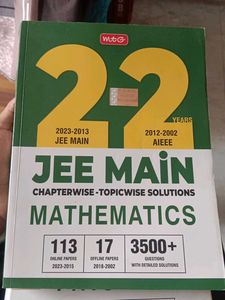 MtG
22
YEARS
2023-2013
JEE MAIN
2012-2002
AIEEE
JEE MAiN
CHAPTERWISE-TOPICWISE SOLUTIONS
MATHEMATICS
113
ONLINE PAPERS
2023-2015
17
OFFLINE PAPERS
2018-2002
3500+
QUESTIONS
WITH DETAILED SOLUTIONS